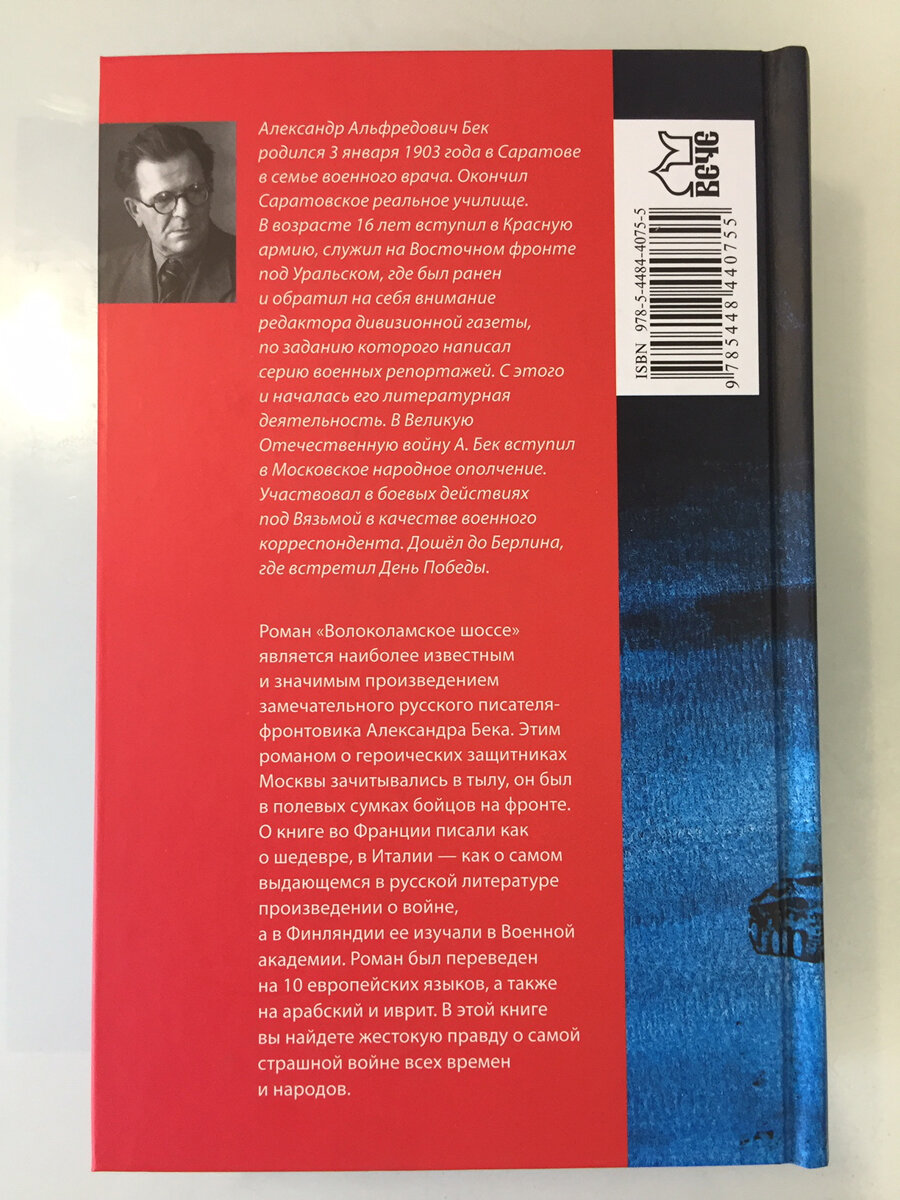 Александр Альфредович Бек
родился 3 января 1903 года в Саратове
в семье военного врача. Окончил
Саратовское реальное училище.
В возрасте 16 лет вступил в Красную
армию, служил на Восточном фронте
под Уральском, где был ранен
и обратил на себя внимание
редактора дивизионной газеты,
по заданию которого написал
серию военных репортажей. С этого
и началась его литературная
деятельность. В Великую
Отечественную войну А. Бек вступил
в Московское народное ополчение.
Участвовал в боевых действиях
под Вязьмой в качестве военного
корреспондента. Дошёл до Берлина,
где встретил День Победы.
Роман «Волоколамское шоссе»
является наиболее известным
и значимым произведением
замечательного русского писателя-
фронтовика Александра Бека. Этим
романом о героических защитниках
Москвы зачитывались в тылу, он был
в полевых сумках бойцов на фронте.
О книге во Франции писали как
о шедевре, в Италии — как о самом
выдающемся в русской литературе
произведении о войне,
а в Финляндии ее изучали в Военной
академии. Роман был переведен
на 10 европейских языков, а также
на арабский и иврит. В этой книге
вы найдете жестокую правду о самой
страшной войне всех времен
и народов.
вече
ISBN 978-5-4484-4075-5
9 785448 440755